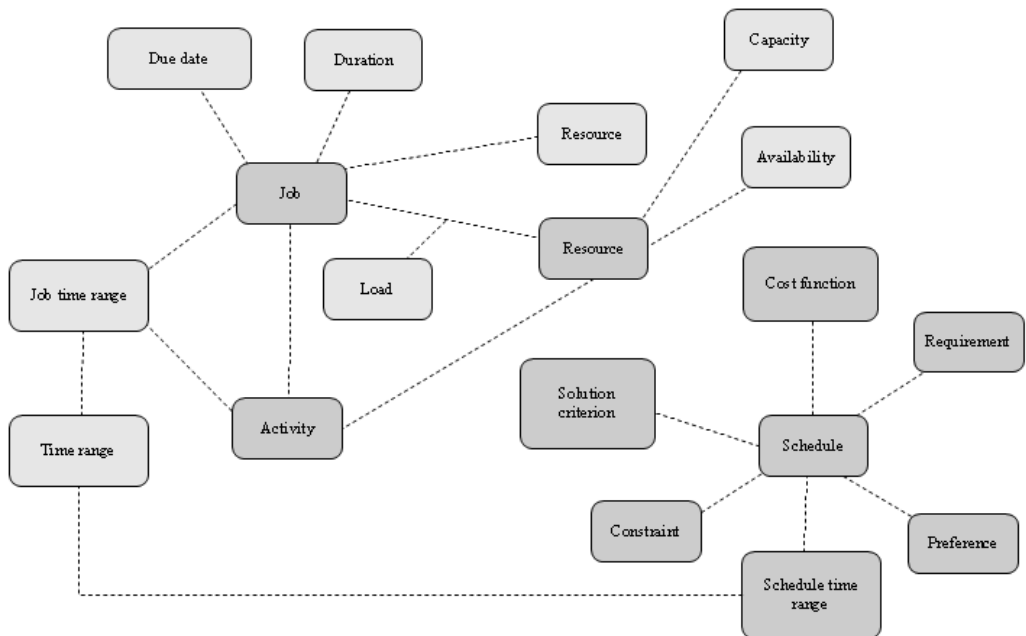 Capacity
Due date
Duration
Resource
Availability
Job
Resource
Cost function
Job time range
Load
Requirement
Solution
criterion
Activity
Time range
Schedule
Constraint
Preference
Schedule time
range